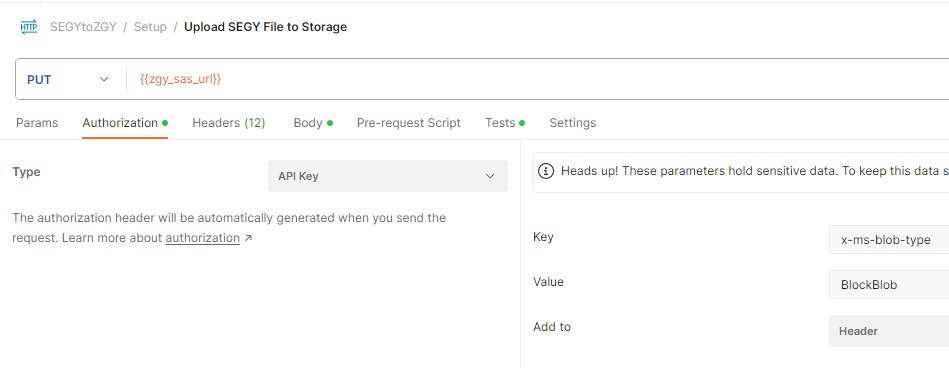 HTTP SEGYtoZGY / Setup / Upload SEGY File to Storage
PUT {{zgy_sas_url}}
Params Authorization Headers (12) Body Pre-request Script Tests Settings
Type API Key
Heads up! These parameters hold sensitive data. To keep this data s
The authorization header will be automatically generated when you send the
request. Learn more about authorization ↗
Key x-ms-blob-type
Value BlockBlob
Add to Header